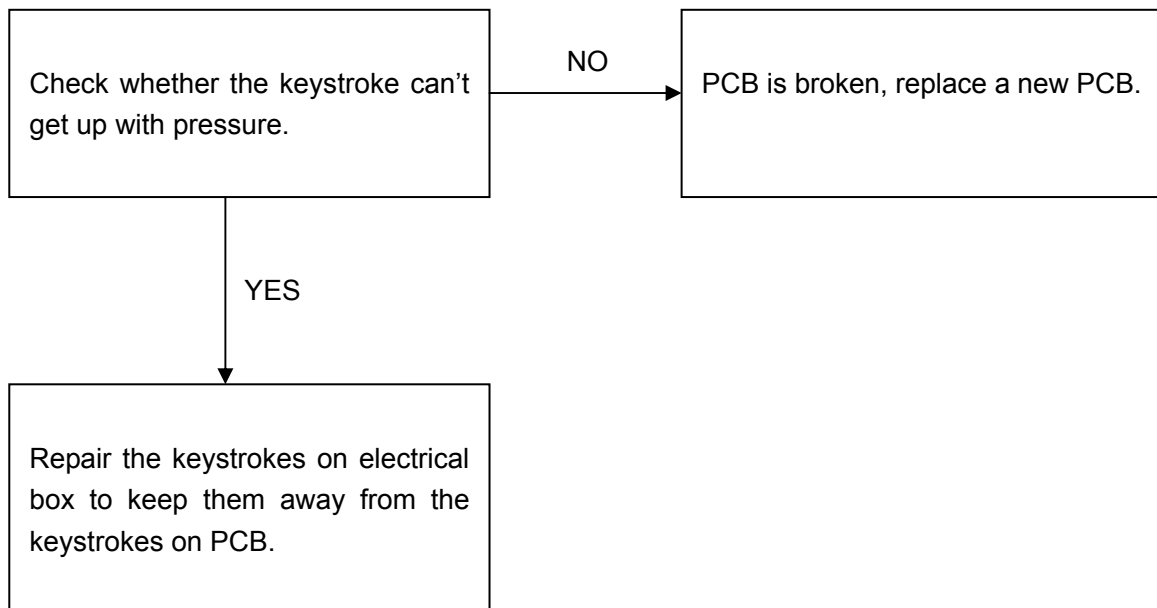 Check whether the keystroke can’t
get up with pressure.
NO
PCB is broken, replace a new PCB.
YES
Repair the keystrokes on electrical
box to keep them away from the
keystrokes on PCB.